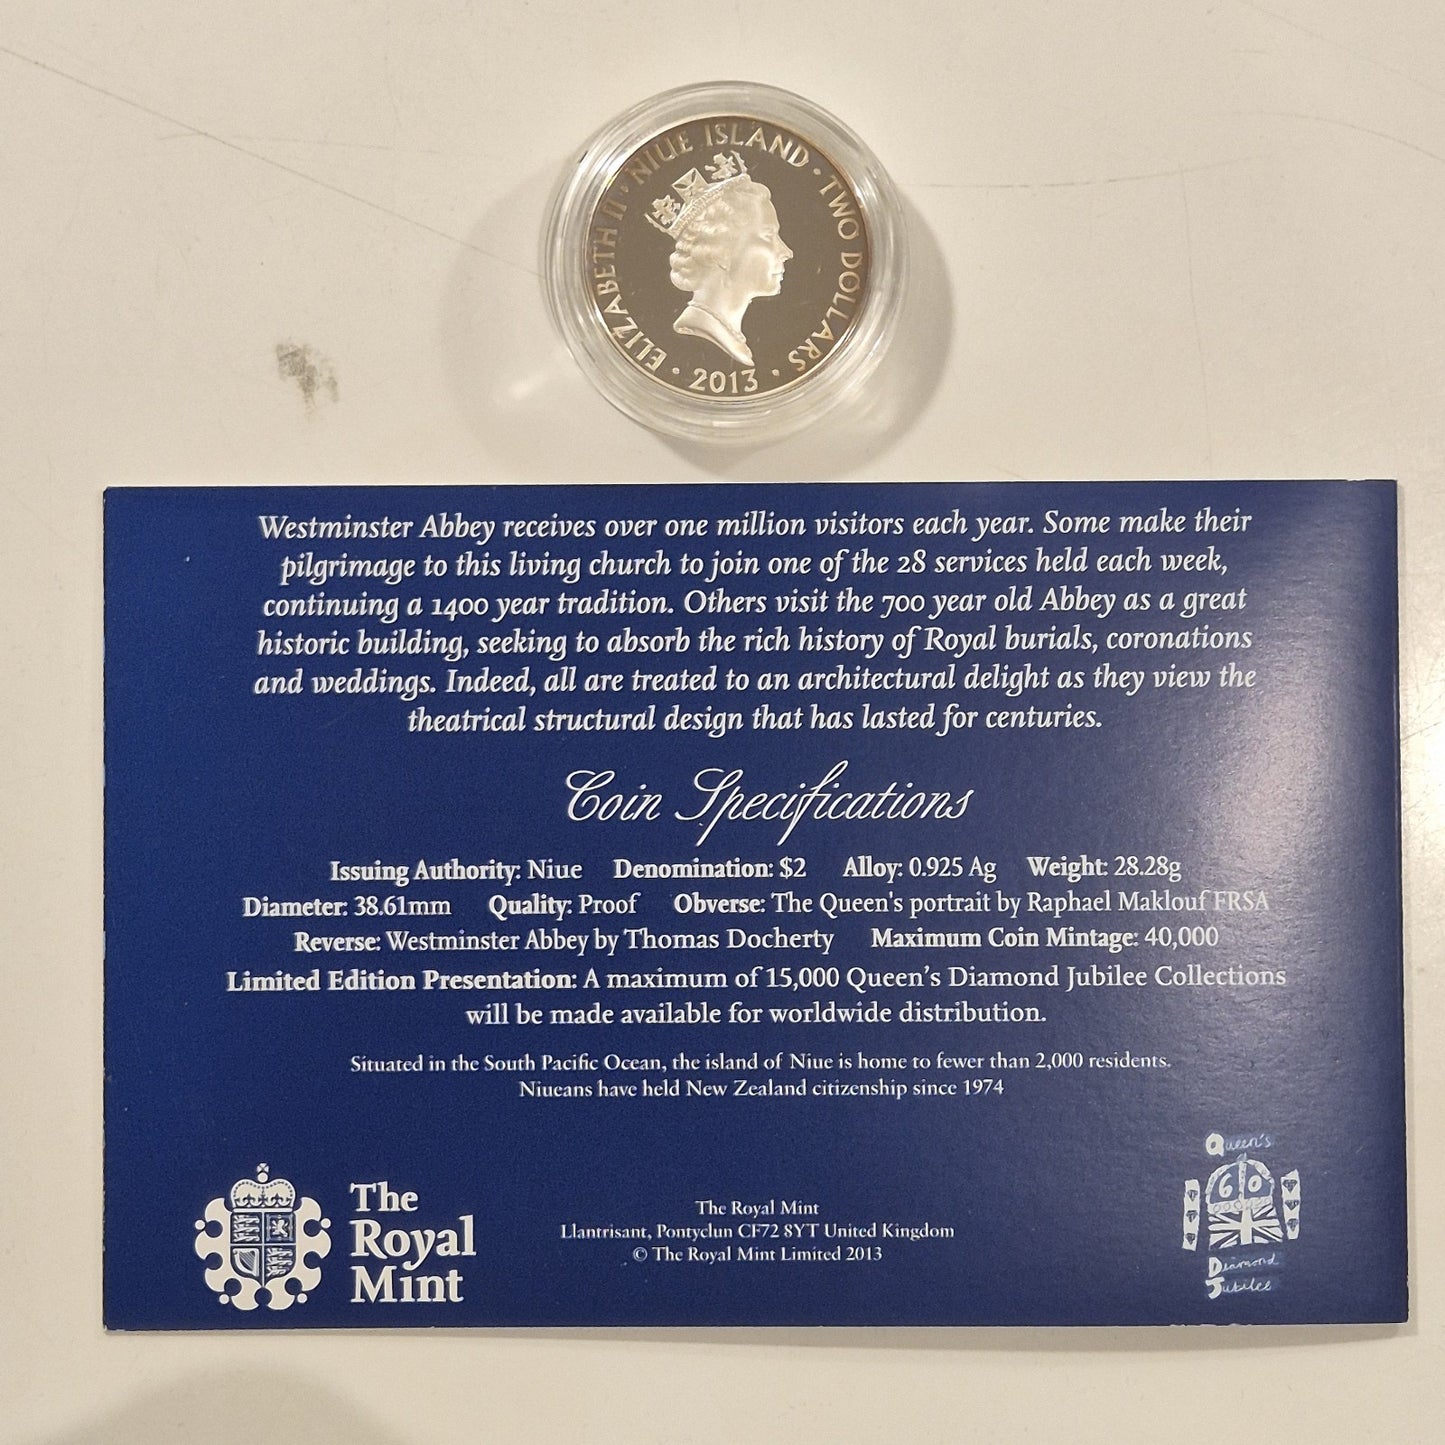 ELIZABETH II · NIUE ISLAND · TWO DOLLARS · 2013 ·
Westminster Abbey receives over one million visitors each year. Some make their
pilgrimage to this living church to join one of the 28 services held each week,
continuing a 1400 year tradition. Others visit the 700 year old Abbey as a great
historic building, seeking to absorb the rich history of Royal burials, coronations
and weddings. Indeed, all are treated to an architectural delight as they view the
theatrical structural design that has lasted for centuries.
Coin Specifications
Issuing Authority: Niue Denomination: $2 Alloy: 0.925 Ag Weight: 28.28g
Diameter: 38.61mm Quality: Proof Obverse: The Queen's portrait by Raphael Maklouf FRSA
Reverse: Westminster Abbey by Thomas Docherty Maximum Coin Mintage: 40,000
Limited Edition Presentation: A maximum of 15,000 Queen's Diamond Jubilee Collections
will be made available for worldwide distribution.
Situated in the South Pacific Ocean, the island of Niue is home to fewer than 2,000 residents.
Niueans have held New Zealand citizenship since 1974
The
Royal
Mint
The Royal Mint
Llantrisant, Pontyclun CF72 8YT United Kingdom
© The Royal Mint Limited 2013
Queen's
60
Diamond
Jubilee